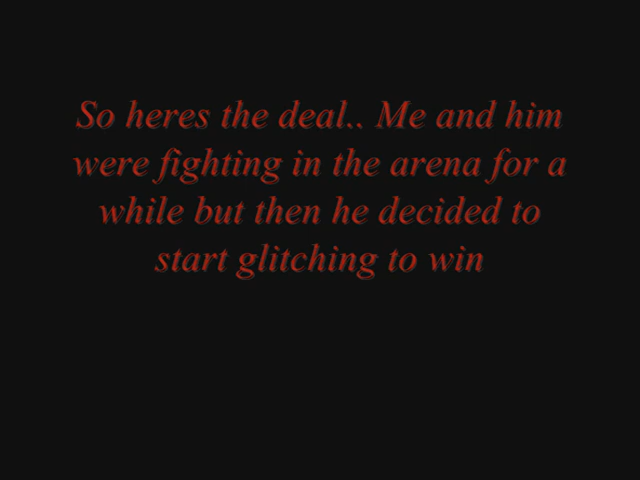 So heres the deal.. Me and him
were fighting in the arena for a
while but then he decided to
start glitching to win